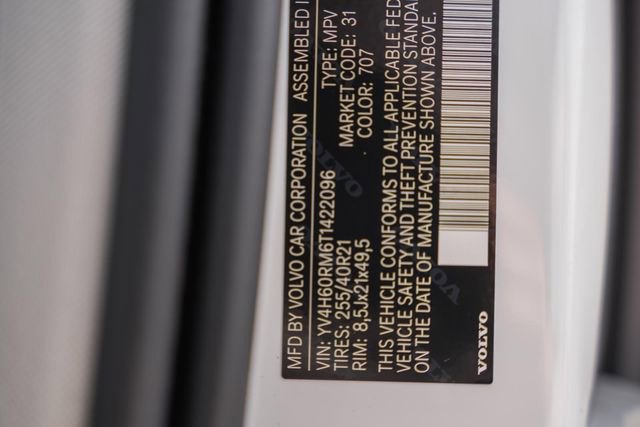 MFD BY VOLVO CAR CORPORATION ASSEMBLED I
VIN: YV4H60RM6T1422096 TYPE: MPV
TIRES: 255/40R21 MARKET CODE: 31
RIM: 8,5Jx21x49,5 COLOR: 707
THIS VEHICLE CONFORMS TO ALL APPLICABLE FED
VEHICLE SAFETY AND THEFT PREVENTION STANDA
ON THE DATE OF MANUFACTURE SHOWN ABOVE.
VOLVO
VOLVO
VOLVO